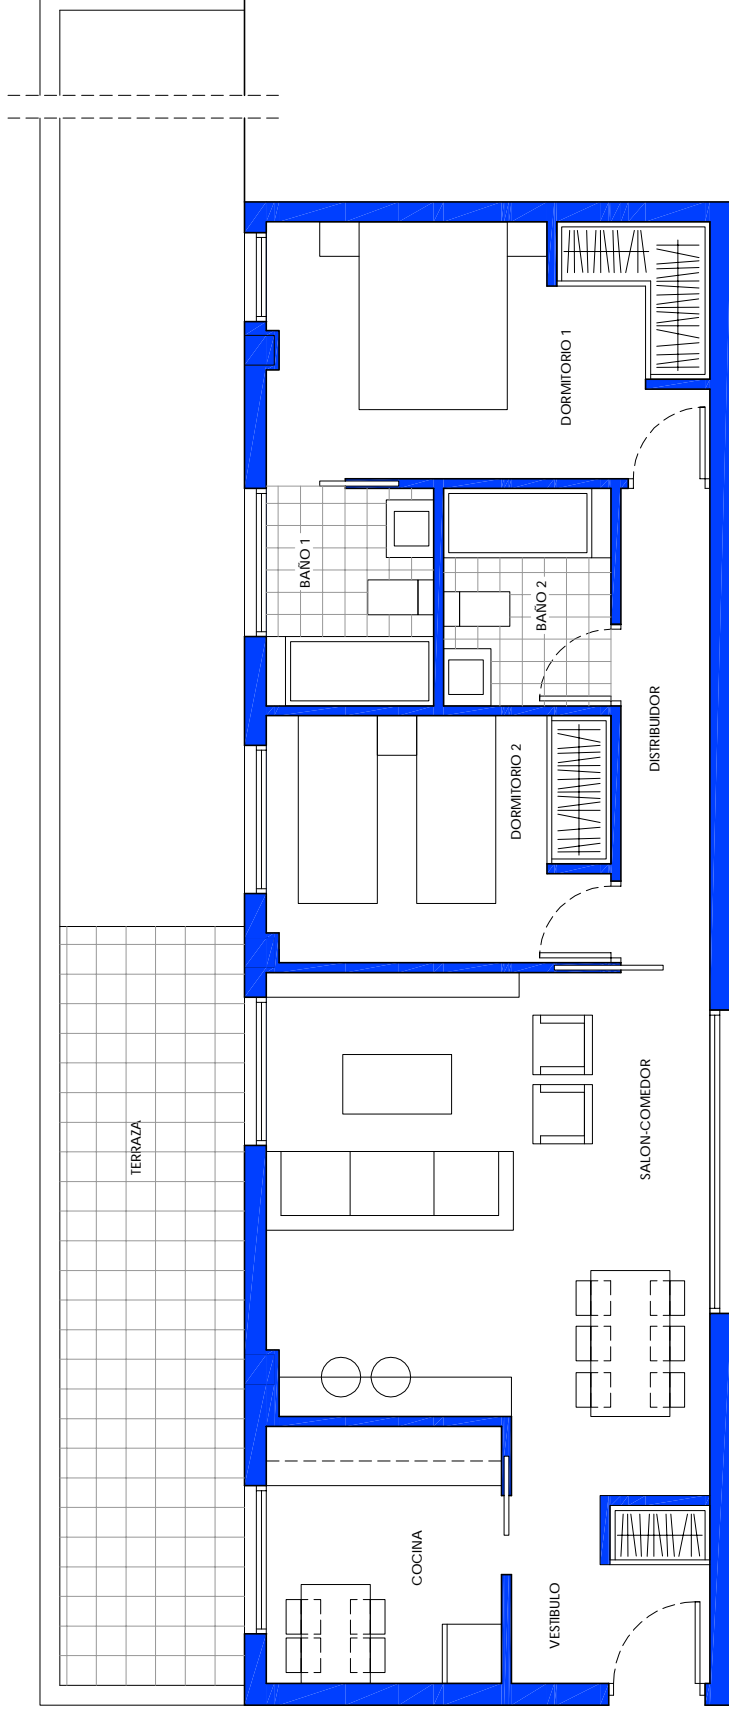 DORMITORIO 1
BAÑO 1
BAÑO 2
DISTRIBUIDOR
DORMITORIO 2
TERRAZA
SALON-COMEDOR
COCINA
VESTIBULO